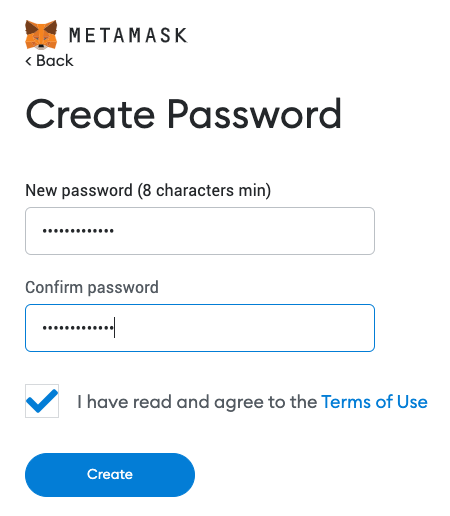 METAMASK
< Back
Create Password
New password (8 characters min)
•••••••••••••
Confirm password
•••••••••••••
I have read and agree to the Terms of Use
Create